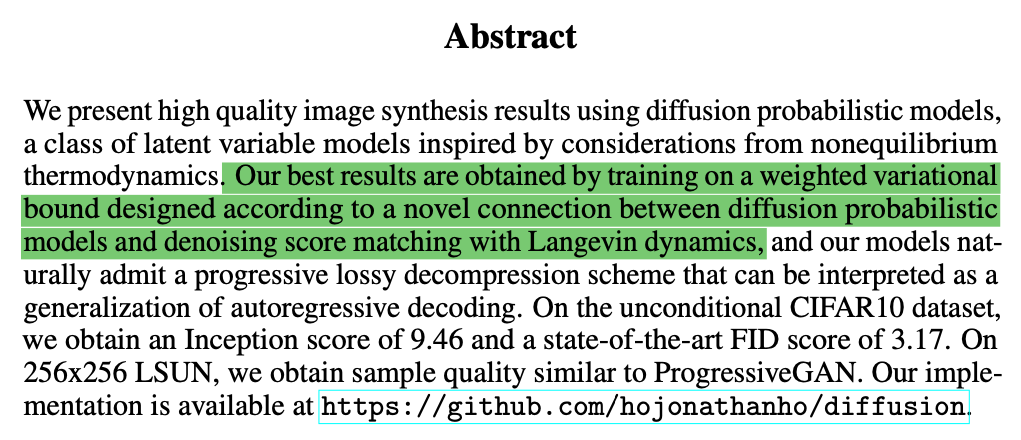 Abstract
We present high quality image synthesis results using diffusion probabilistic models,
a class of latent variable models inspired by considerations from nonequilibrium
thermodynamics. Our best results are obtained by training on a weighted variational
bound designed according to a novel connection between diffusion probabilistic
models and denoising score matching with Langevin dynamics, and our models nat-
urally admit a progressive lossy decompression scheme that can be interpreted as a
generalization of autoregressive decoding. On the unconditional CIFAR10 dataset,
we obtain an Inception score of 9.46 and a state-of-the-art FID score of 3.17. On
256x256 LSUN, we obtain sample quality similar to ProgressiveGAN. Our imple-
mentation is available at https://github.com/hojonathanho/diffusion.